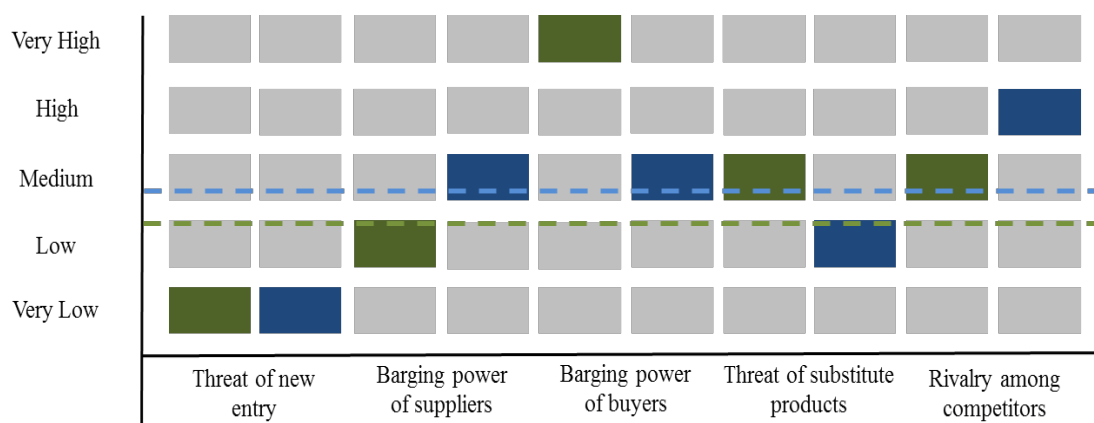 Very High
High
Medium
Low
Very Low
Threat of new
entry
Barging power
of suppliers
Barging power
of buyers
Threat of substitute
products
Rivalry among
competitors